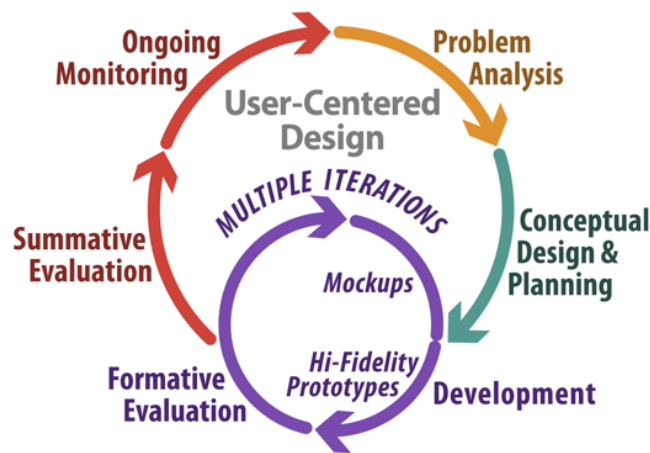 Ongoing
Monitoring
Problem
Analysis
User-Centered
Design
MULTIPLE ITERATIONS
Summative
Evaluation
Conceptual
Design &
Planning
Mockups
Hi-Fidelity
Prototypes
Formative
Evaluation
Development